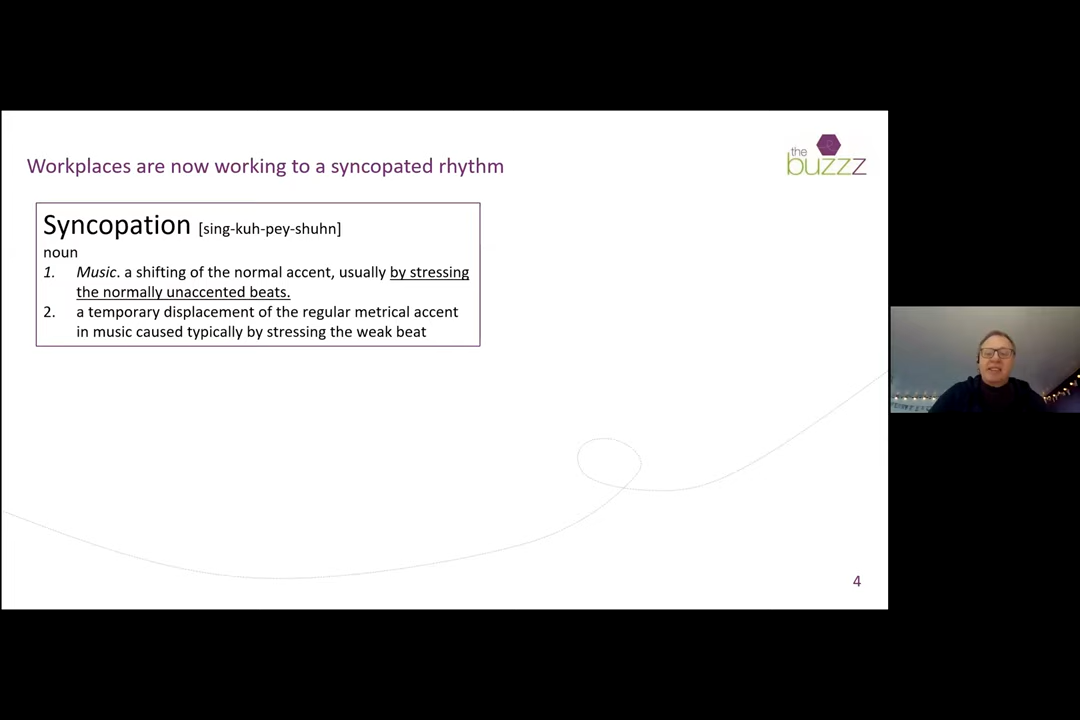 Workplaces are now working to a syncopated rhythm
the
buzzz
Syncopation [sing-kuh-pey-shuhn]
noun
1. Music. a shifting of the normal accent, usually by stressing
the normally unaccented beats.
2. a temporary displacement of the regular metrical accent
in music caused typically by stressing the weak beat
4